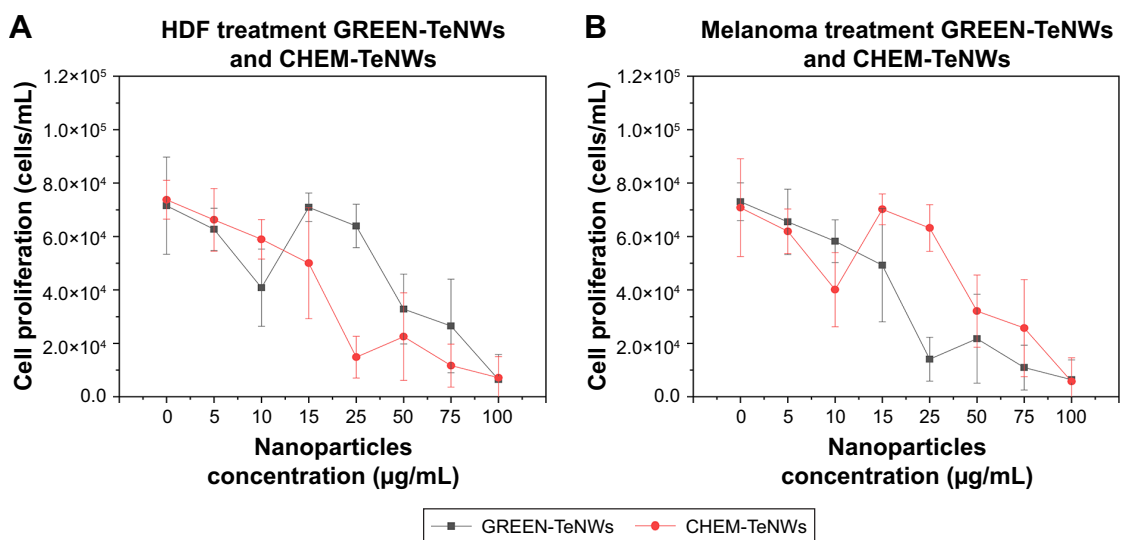 A
HDF treatment GREEN-TeNWs
and CHEM-TeNWs
Cell proliferation (cells/mL)
1.2×10⁵
1.0×10⁵
8.0×10⁴
6.0×10⁴
4.0×10⁴
2.0×10⁴
0.0
0 5 10 15 25 50 75 100
Nanoparticles
concentration (µg/mL)
B
Melanoma treatment GREEN-TeNWs
and CHEM-TeNWs
Cell proliferation (cells/mL)
1.2×10⁵
1.0×10⁵
8.0×10⁴
6.0×10⁴
4.0×10⁴
2.0×10⁴
0.0
0 5 10 15 25 50 75 100
Nanoparticles
concentration (µg/mL)
GREEN-TeNWs CHEM-TeNWs